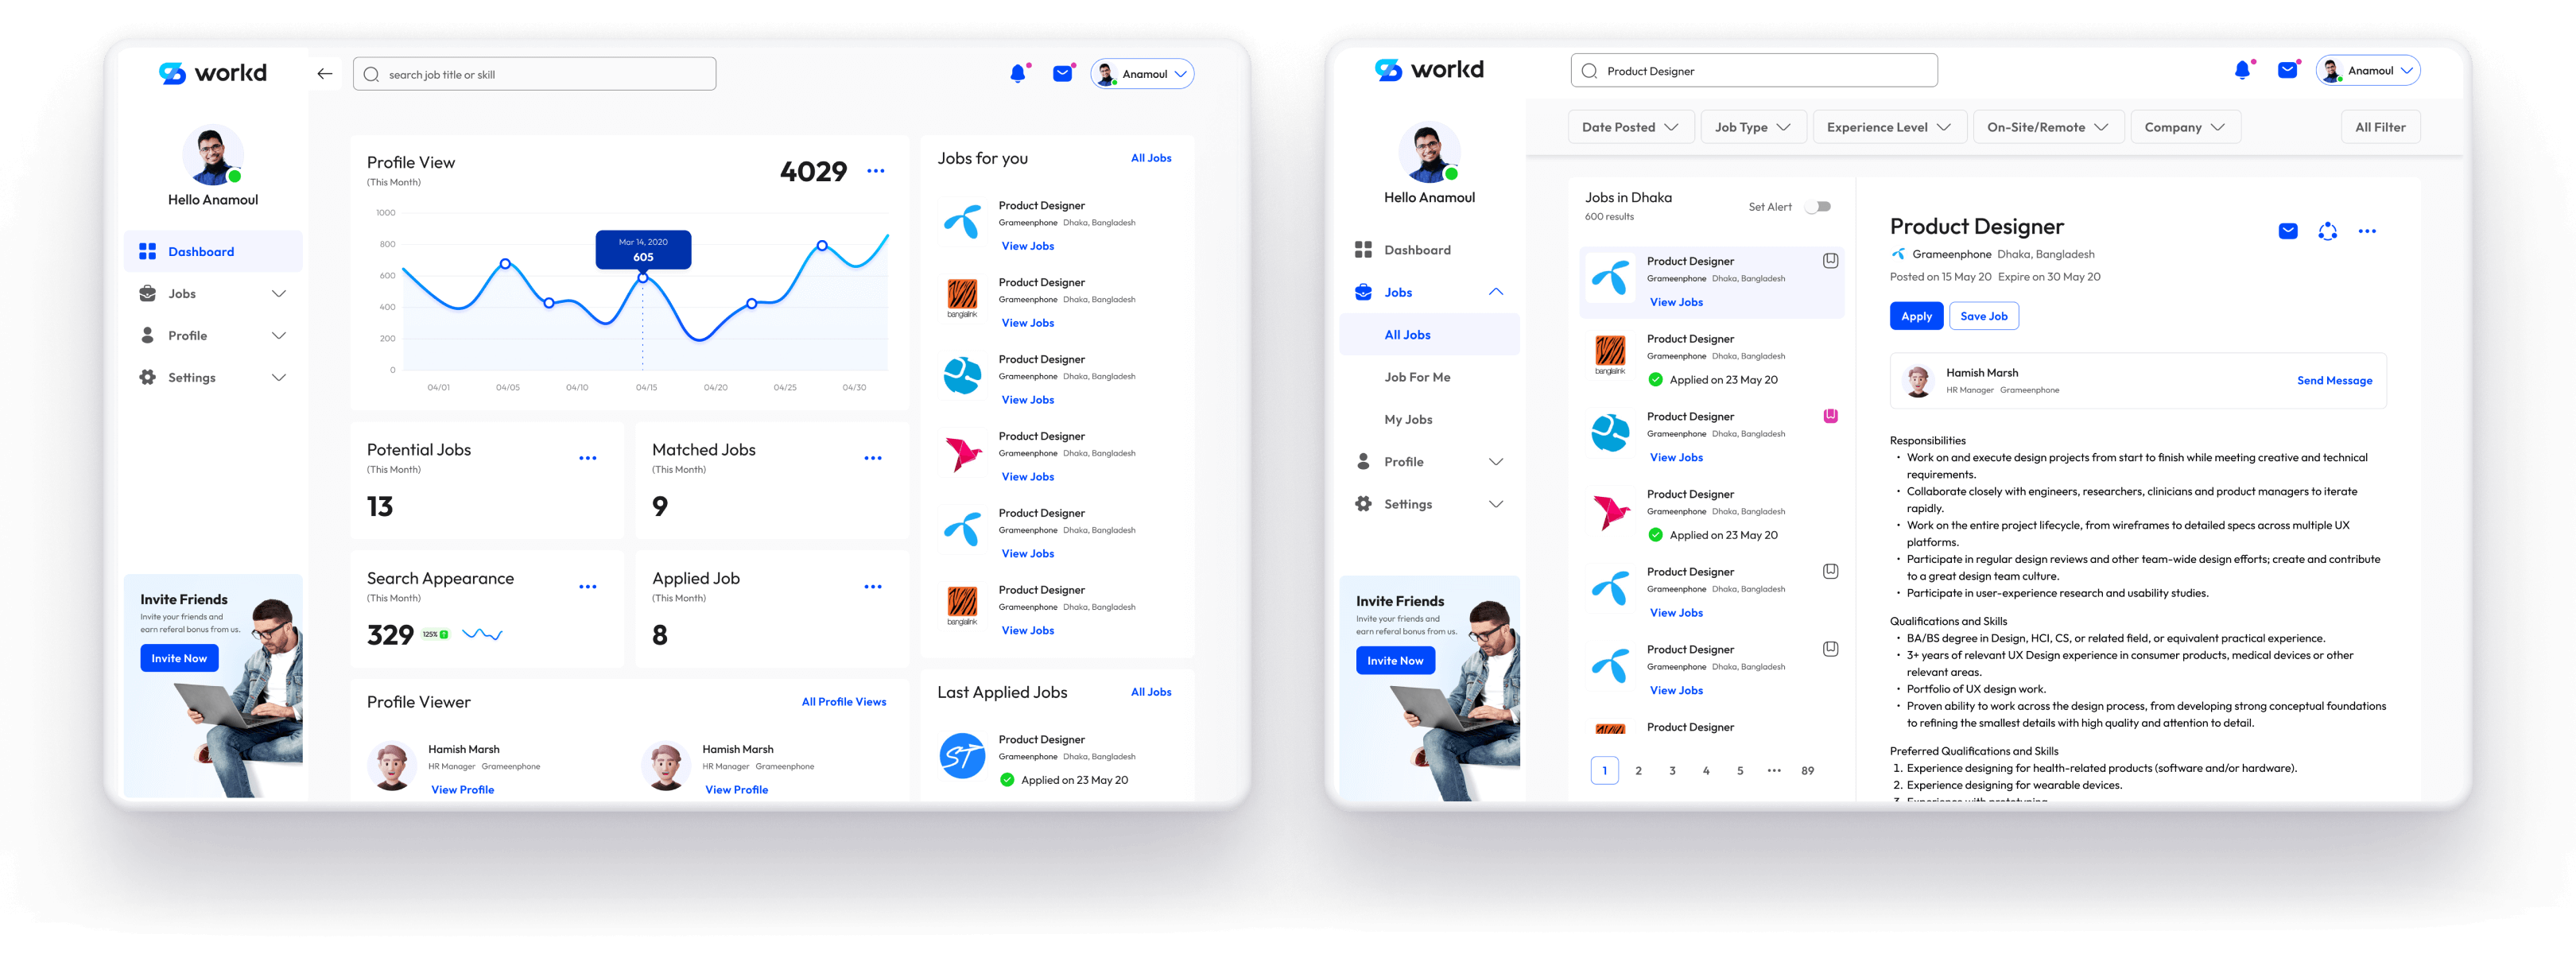 workd
search job title or skill
Anamoul
Hello Anamoul
Dashboard
Jobs
Profile
Settings
Invite Friends
Invite your friends and
earn referal bonus from us.
Invite Now
Profile View
(This Month)
4029
1000
800
600
400
200
0
Mar 14, 2020
605
04/01
04/05
04/10
04/15
04/20
04/25
04/30
Potential Jobs
(This Month)
13
Matched Jobs
(This Month)
9
Search Appearance
(This Month)
329
125%
Applied Job
(This Month)
8
Profile Viewer
All Profile Views
Hamish Marsh
HR Manager Grameenphone
View Profile
Hamish Marsh
HR Manager Grameenphone
View Profile
Jobs for you
All Jobs
Product Designer
Grameenphone Dhaka, Bangladesh
View Jobs
banglalink
Product Designer
Grameenphone Dhaka, Bangladesh
View Jobs
Product Designer
Grameenphone Dhaka, Bangladesh
View Jobs
Product Designer
Grameenphone Dhaka, Bangladesh
View Jobs
Product Designer
Grameenphone Dhaka, Bangladesh
View Jobs
banglalink
Product Designer
Grameenphone Dhaka, Bangladesh
View Jobs
Last Applied Jobs
All Jobs
ST
Product Designer
Grameenphone Dhaka, Bangladesh
Applied on 23 May 20
workd
Product Designer
Anamoul
Hello Anamoul
Dashboard
Jobs
All Jobs
Job For Me
My Jobs
Profile
Settings
Invite Friends
Invite your friends and
earn referal bonus from us.
Invite Now
Date Posted
Job Type
Experience Level
On-Site/Remote
Company
All Filter
Jobs in Dhaka
600 results
Set Alert
Product Designer
Grameenphone Dhaka, Bangladesh
View Jobs
banglalink
Product Designer
Grameenphone Dhaka, Bangladesh
Applied on 23 May 20
Product Designer
Grameenphone Dhaka, Bangladesh
View Jobs
Product Designer
Grameenphone Dhaka, Bangladesh
Applied on 23 May 20
Product Designer
Grameenphone Dhaka, Bangladesh
View Jobs
Product Designer
Grameenphone Dhaka, Bangladesh
View Jobs
Product Designer
1 2 3 4 5 ••• 89
Product Designer
Grameenphone Dhaka, Bangladesh
Posted on 15 May 20 Expire on 30 May 20
Apply
Save Job
Hamish Marsh
HR Manager Grameenphone
Send Message
Responsibilities
• Work on and execute design projects from start to finish while meeting creative and technical
requirements.
• Collaborate closely with engineers, researchers, clinicians and product managers to iterate
rapidly.
• Work on the entire project lifecycle, from wireframes to detailed specs across multiple UX
platforms.
• Participate in regular design reviews and other team-wide design efforts; create and contribute
to a great design team culture.
• Participate in user-experience research and usability studies.
Qualifications and Skills
• BA/BS degree in Design, HCI, CS, or related field, or equivalent practical experience.
• 3+ years of relevant UX Design experience in consumer products, medical devices or other
relevant areas.
• Portfolio of UX design work.
• Proven ability to work across the design process, from developing strong conceptual foundations
to refining the smallest details with high quality and attention to detail.
Preferred Qualifications and Skills
1. Experience designing for health-related products (software and/or hardware).
2. Experience designing for wearable devices.
3. Experience with prototyping